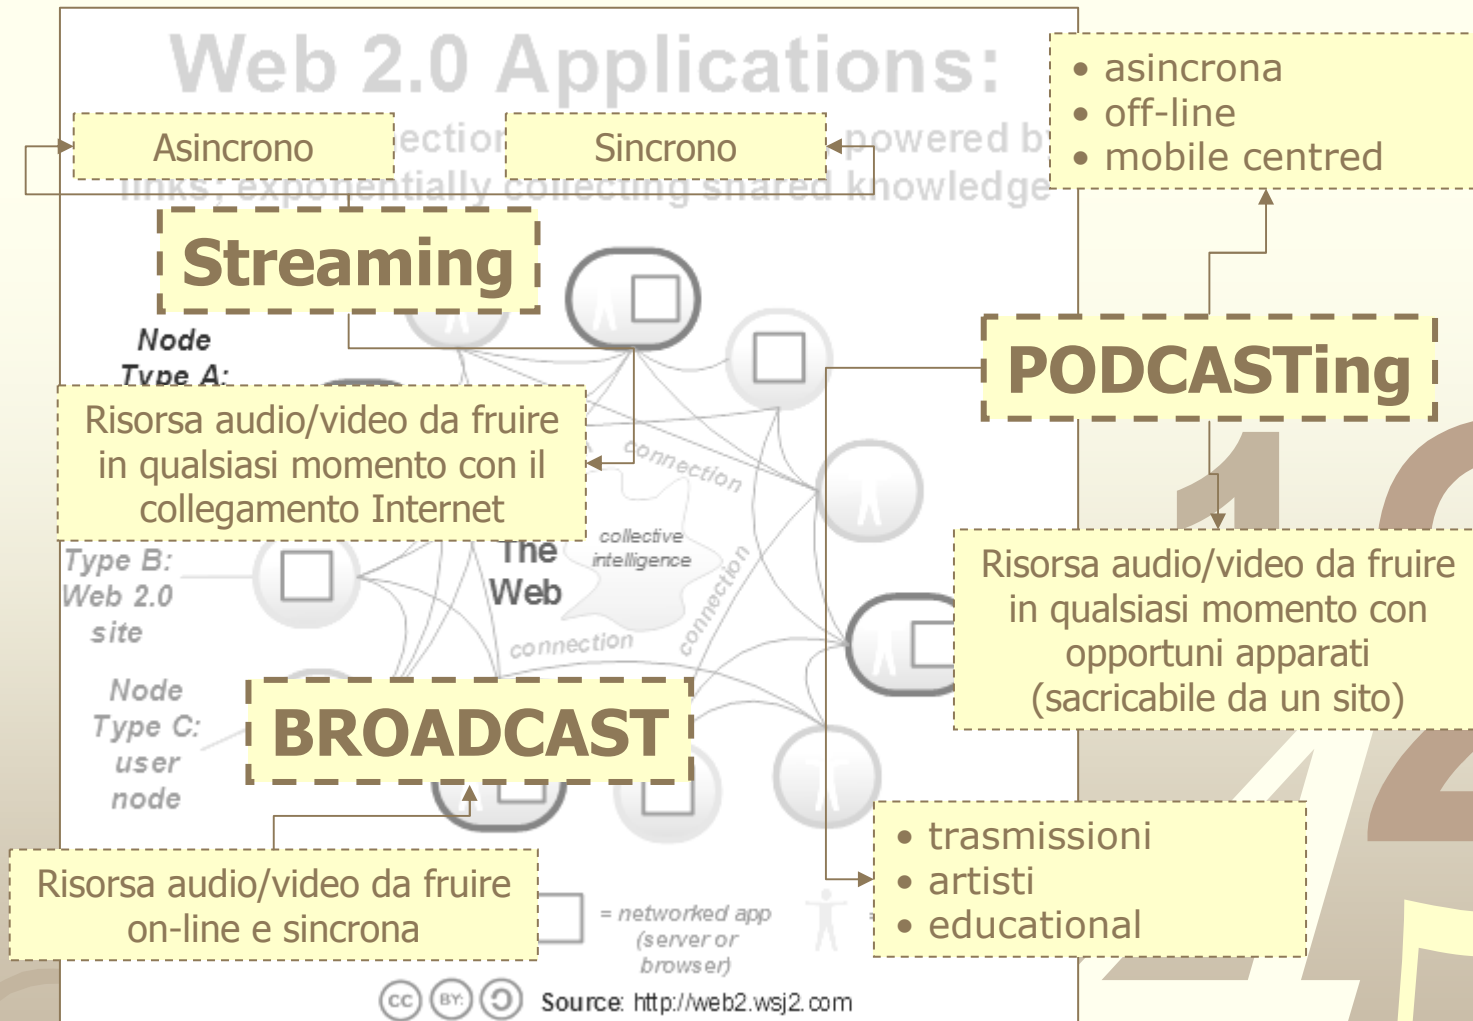 Web 2.0 Applications:
ection
powered by
links; exponentially collecting shared knowledge
Asincrono
Sincrono
• asincrona
• off-line
• mobile centred
Streaming
PODCASTing
Node
Type A:
Risorsa audio/video da fruire
in qualsiasi momento con il
collegamento Internet
connection
collective
intelligence
The
Web
connection
connection
Type B:
Web 2.0
site
Risorsa audio/video da fruire
in qualsiasi momento con
opportuni apparati
(sacricabile da un sito)
Node
Type C:
user
node
BROADCAST
Risorsa audio/video da fruire
on-line e sincrona
• trasmissioni
• artisti
• educational
= networked app
(server or
browser)
=
cc BY:
Source: http://web2.wsj2.com